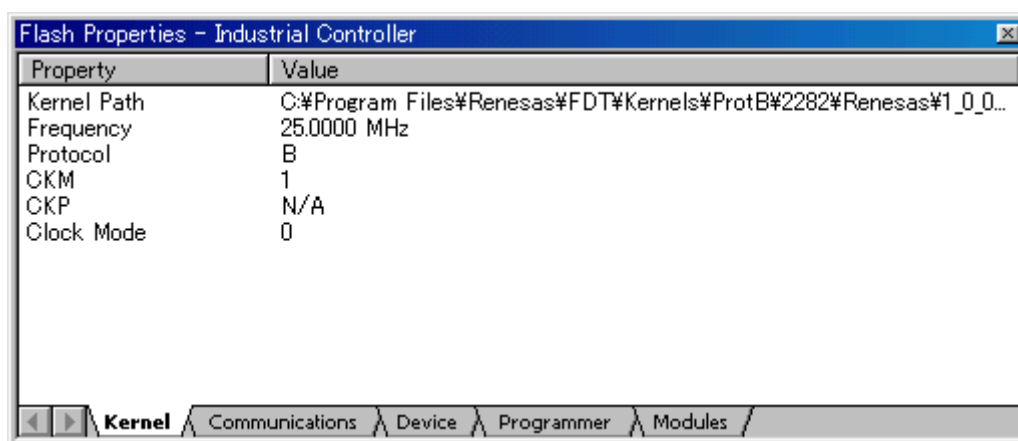 Flash Properties - Industrial Controller
Property Value
Kernel Path C:¥Program Files¥Renesas¥FDT¥Kernels¥ProtB¥2282¥Renesas¥1_0_0...
Frequency 25.0000 MHz
Protocol B
CKM 1
CKP N/A
Clock Mode 0
Kernel Communications Device Programmer Modules